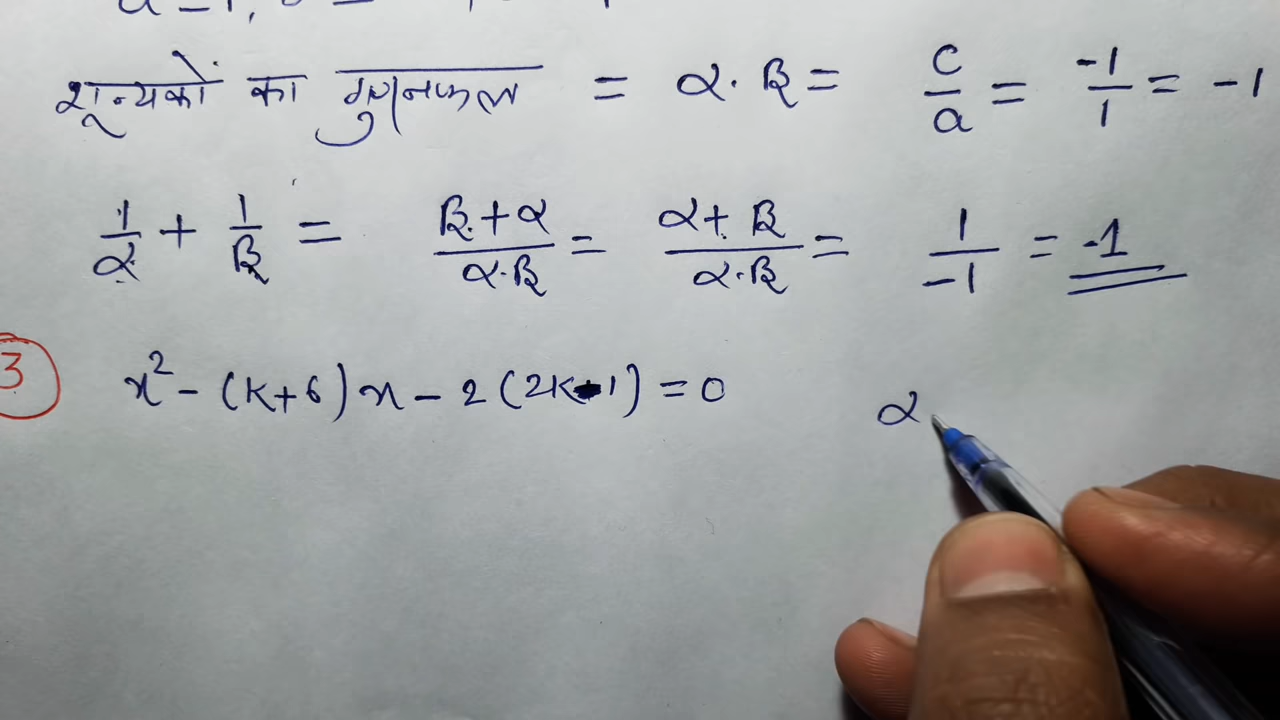 शून्यकों का गुणनफल = α·β = c/a = -1/1 = -1
1/α + 1/β = β+α/α·β = α+β/α·β = 1/-1 = -1
3 x² - (k+6)x - 2(2k-1) = 0 α